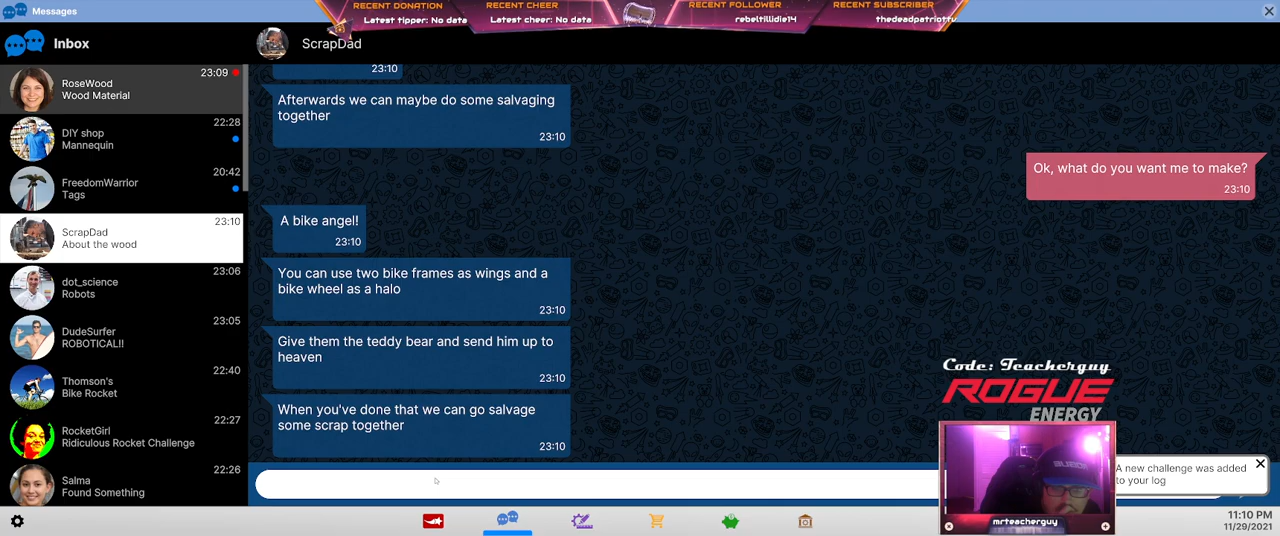 Messages
RECENT DONATION
Latest tipper: No data
RECENT CHEER
Latest cheer: No data
RECENT FOLLOWER
rebeltillidie14
RECENT SUBSCRIBER
thedeadpatriottv
Inbox
ScrapDad
RoseWood
Wood Material
23:09
DIY shop
Mannequin
22:28
FreedomWarrior
Tags
20:42
ScrapDad
About the wood
23:10
dot_science
Robots
23:06
DudeSurfer
ROBOTICAL!!
23:05
Thomson's
Bike Rocket
22:40
RocketGirl
Ridiculous Rocket Challenge
22:27
Salma
Found Something
22:26
23:10
Afterwards we can maybe do some salvaging
together
23:10
Ok, what do you want me to make?
23:10
A bike angel!
23:10
You can use two bike frames as wings and a
bike wheel as a halo
23:10
Give them the teddy bear and send him up to
heaven
23:10
When you've done that we can go salvage
some scrap together
23:10
Code: Teacherguy
ROGUE
ENERGY
mrteacherguy
A new challenge was added
to your log
11:10 PM
11/29/2021